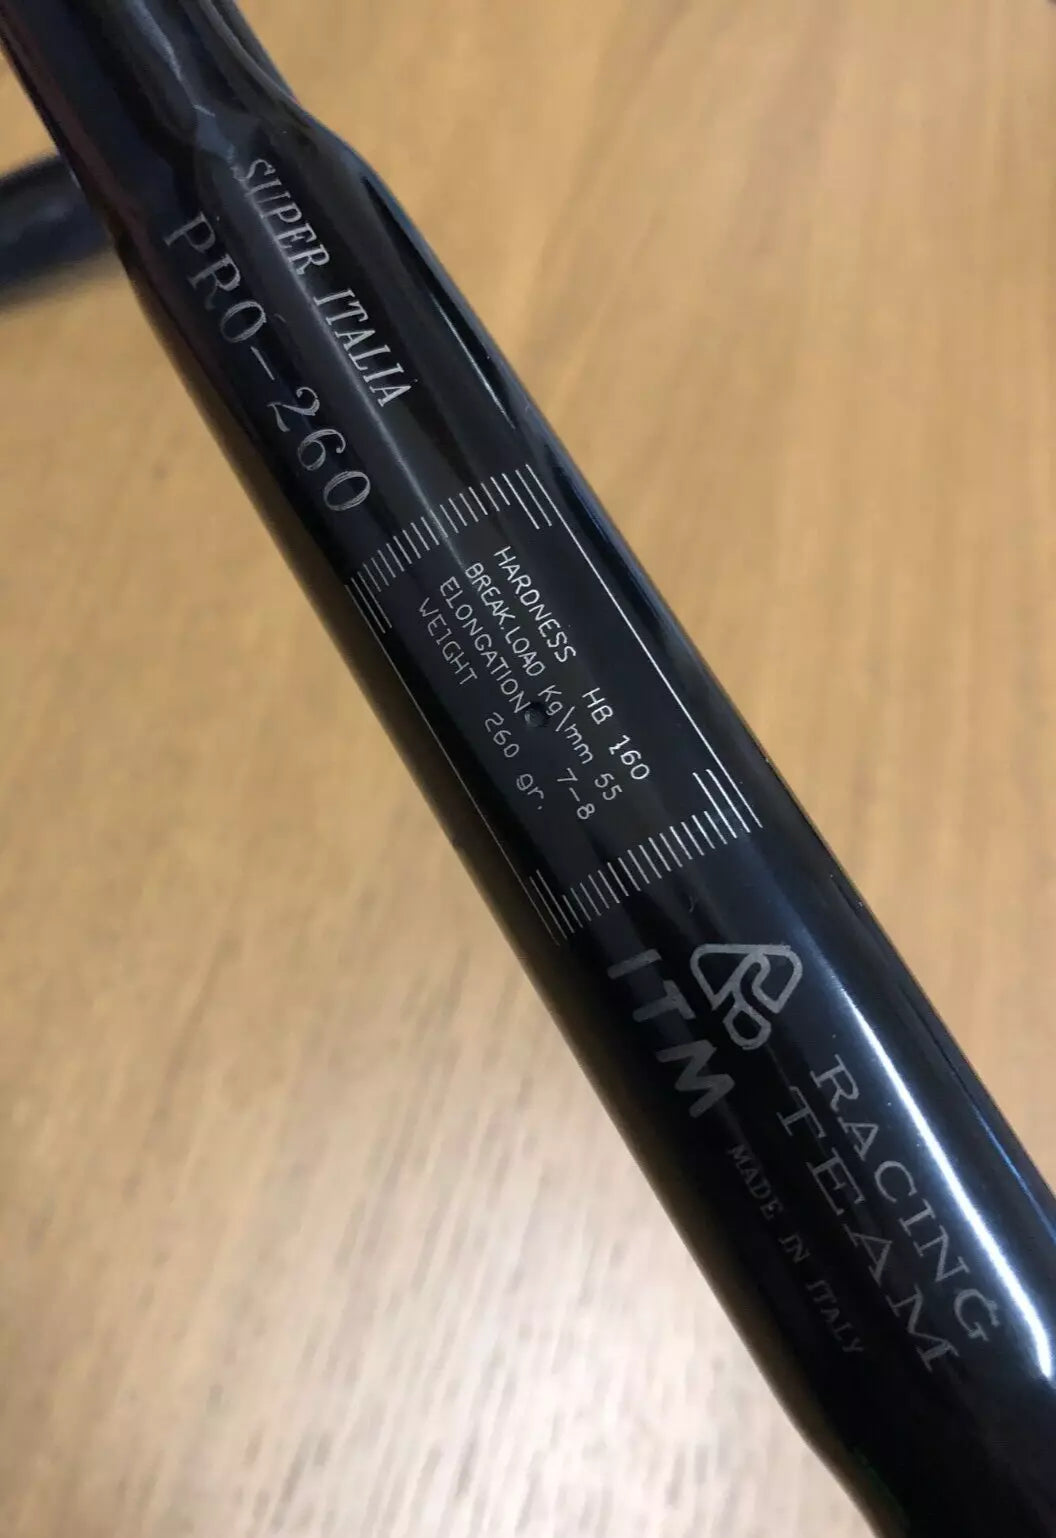 SUPER ITALIA
PRO-260
HARDNESS HB 160
BREAK.LOAD Kg\mm 55
ELONGATION 7-8
WEIGHT 260 gr.
ITM
RACING
TEAM
MADE IN ITALY